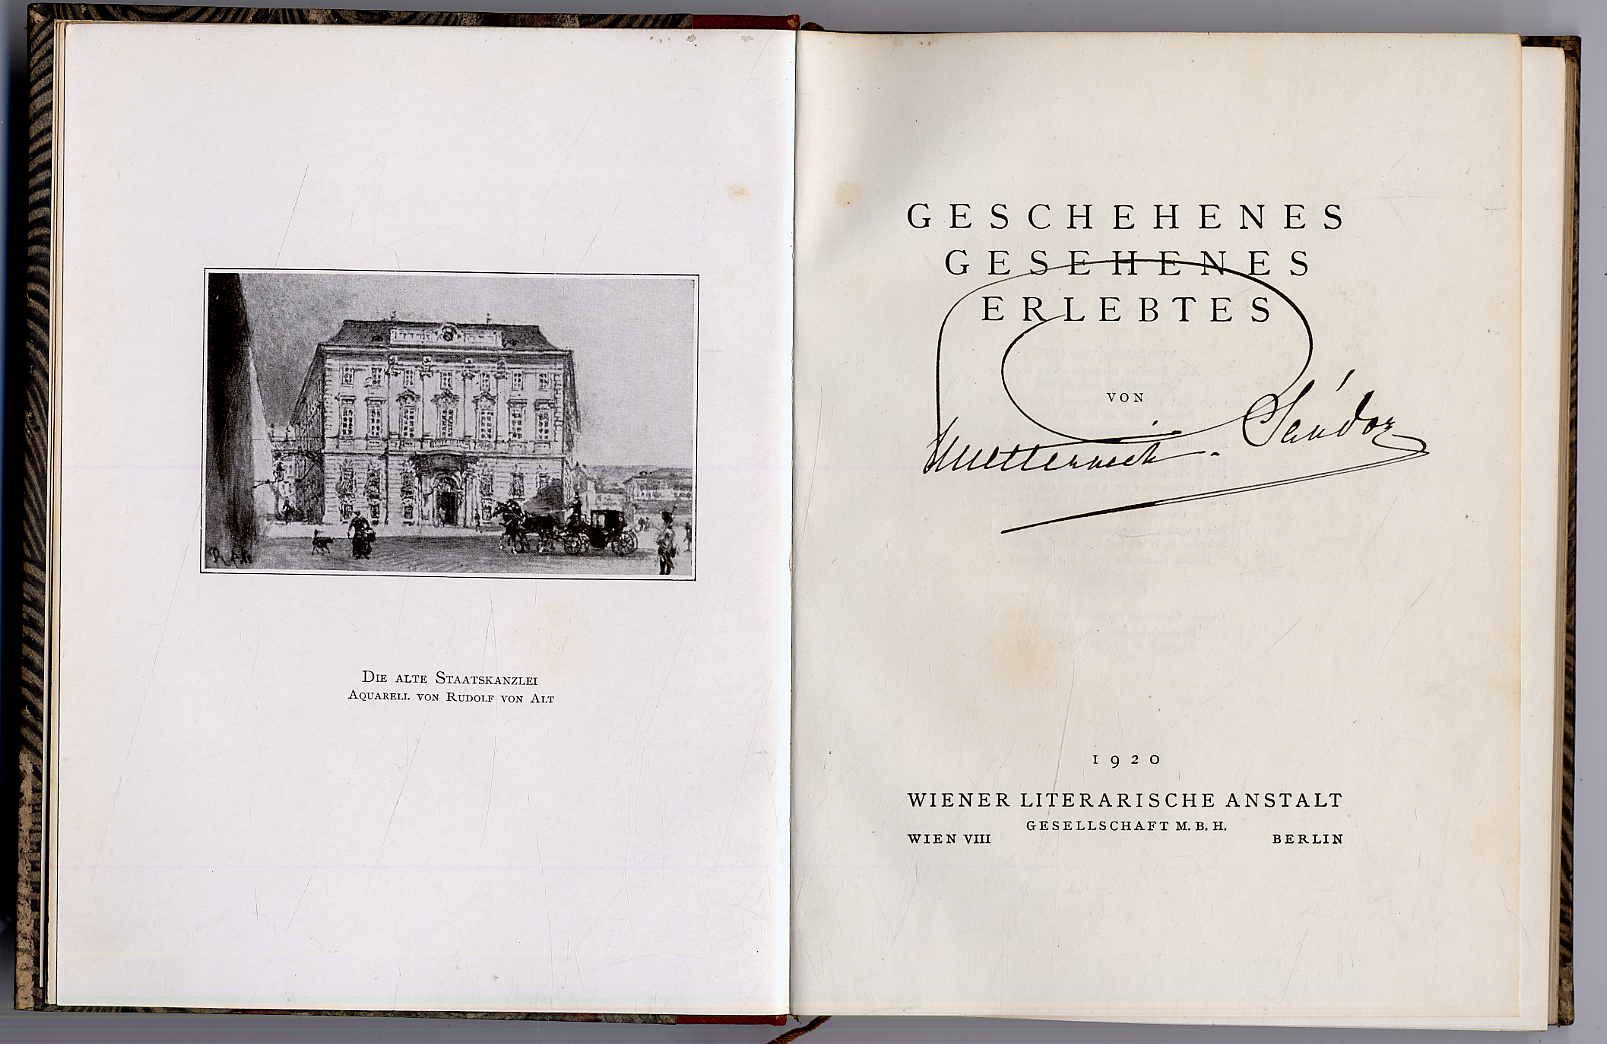 DIE ALTE STAATSKANZLEI
AQUARELL VON RUDOLF VON ALT
GESCHEHENES
GESEHENES
ERLEBTES
VON
Metternich-Sándor
1920
WIENER LITERARISCHE ANSTALT
GESELLSCHAFT M. B. H.
WIEN VIII BERLIN